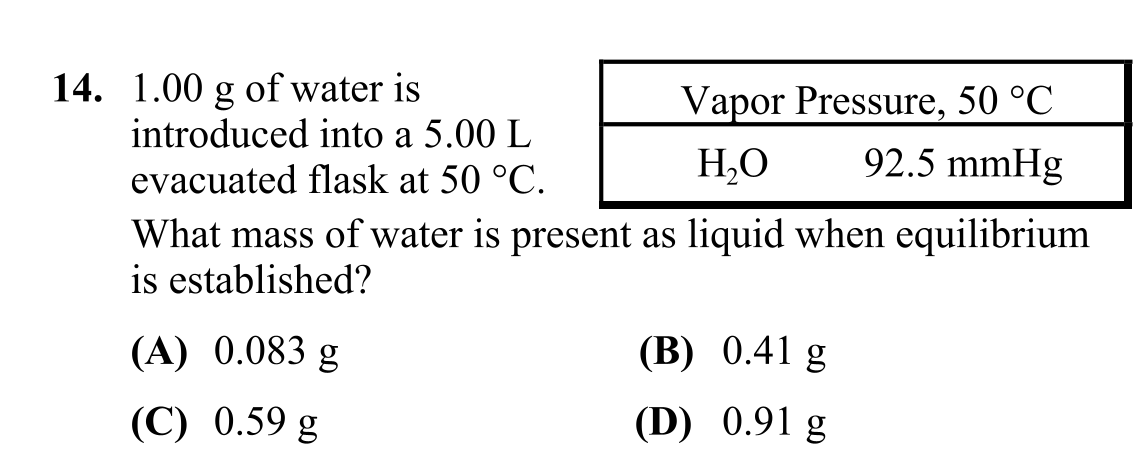 14. 1.00 g of water is
introduced into a 5.00 L
evacuated flask at 50 °C.
Vapor Pressure, 50 °C
H₂O 92.5 mmHg
What mass of water is present as liquid when equilibrium
is established?
(A) 0.083 g (B) 0.41 g
(C) 0.59 g (D) 0.91 g